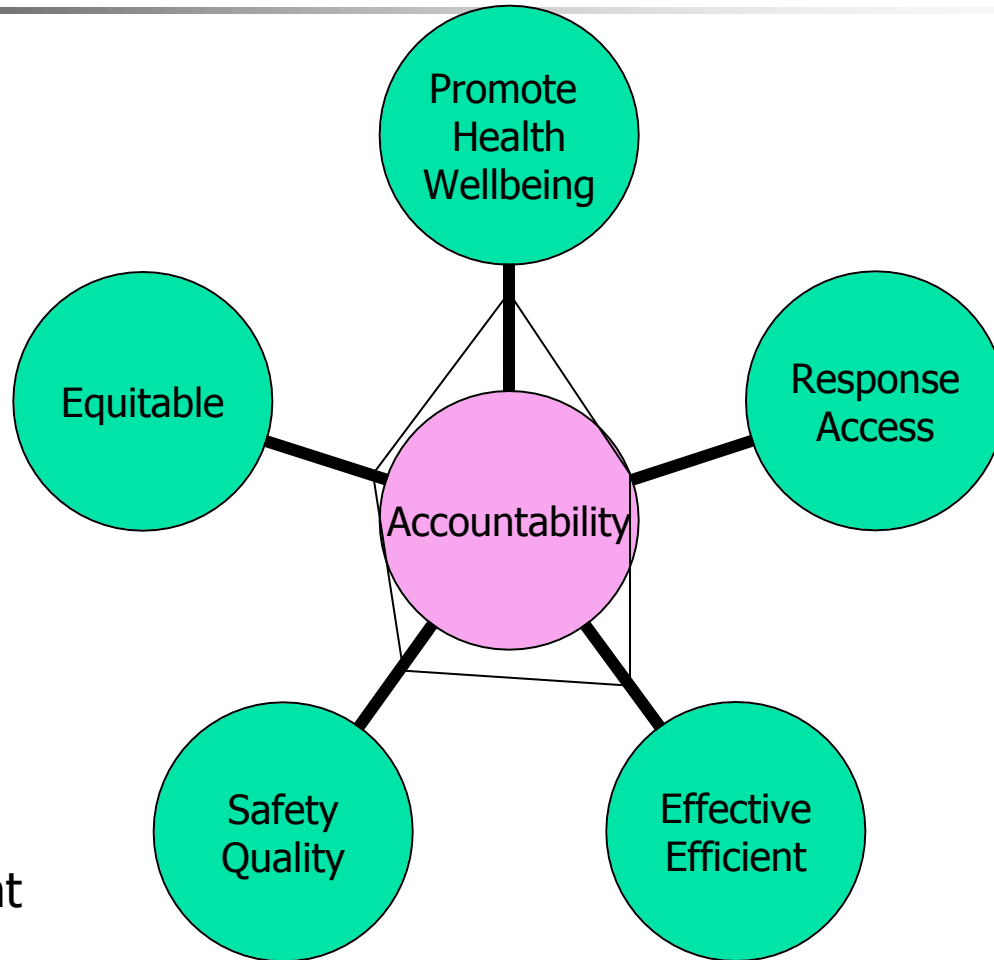 Promote
Health
Wellbeing
Equitable
Response
Access
Accountability
Safety
Quality
Effective
Efficient